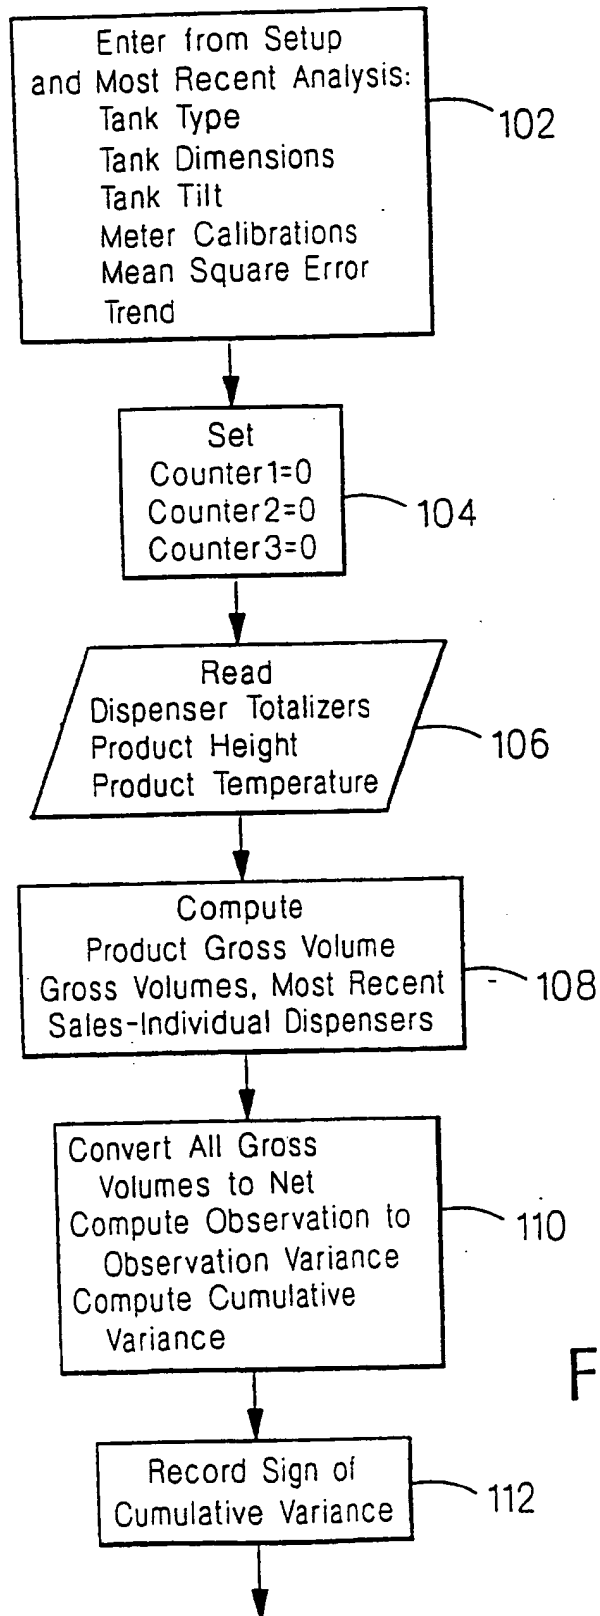 Enter from Setup
and Most Recent Analysis:
Tank Type
Tank Dimensions
Tank Tilt
Meter Calibrations
Mean Square Error
Trend
102
Set
Counter1=0
Counter2=0
Counter3=0
104
Read
Dispenser Totalizers
Product Height
Product Temperature
106
Compute
Product Gross Volume
Gross Volumes, Most Recent
Sales-Individual Dispensers
108
Convert All Gross
Volumes to Net
Compute Observation to
Observation Variance
Compute Cumulative
Variance
110
F
Record Sign of
Cumulative Variance
112